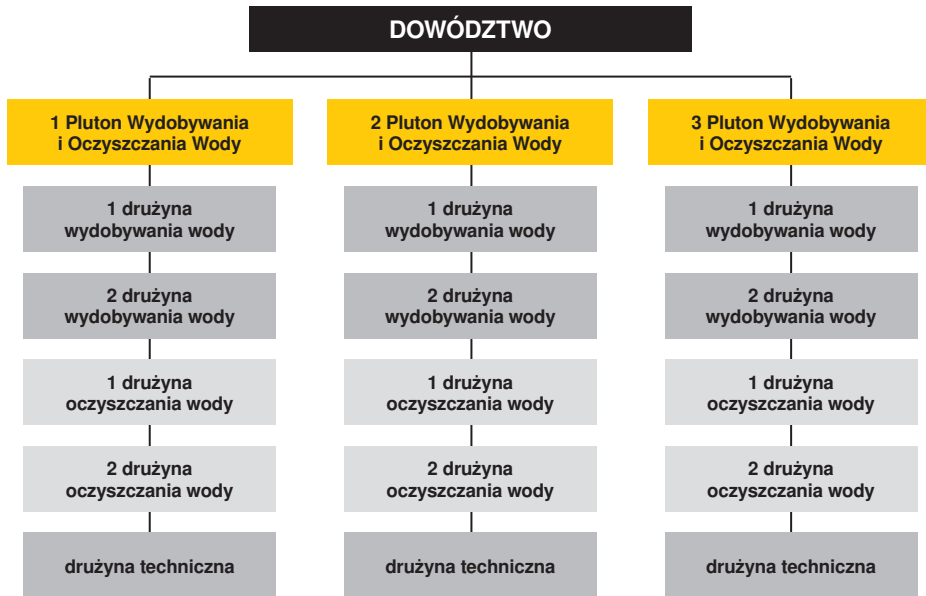 DOWÓDZTWO
1 Pluton Wydobywania
i Oczyszczania Wody
1 drużyna
wydobywania wody
2 drużyna
wydobywania wody
1 drużyna
oczyszczania wody
2 drużyna
oczyszczania wody
drużyna techniczna
2 Pluton Wydobywania
i Oczyszczania Wody
1 drużyna
wydobywania wody
2 drużyna
wydobywania wody
1 drużyna
oczyszczania wody
2 drużyna
oczyszczania wody
drużyna techniczna
3 Pluton Wydobywania
i Oczyszczania Wody
1 drużyna
wydobywania wody
2 drużyna
wydobywania wody
1 drużyna
oczyszczania wody
2 drużyna
oczyszczania wody
drużyna techniczna